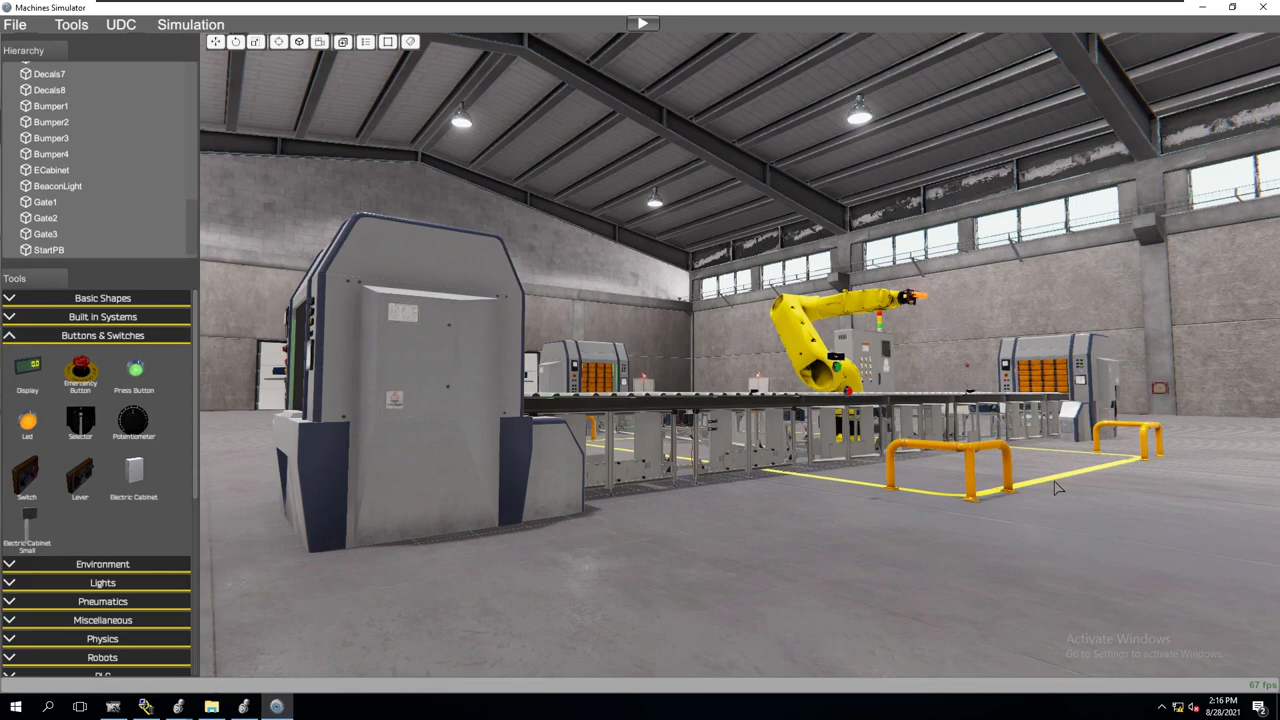 Machines Simulator
File Tools UDC Simulation
Hierarchy
Decals7
Decals8
Bumper1
Bumper2
Bumper3
Bumper4
ECabinet
BeaconLight
Gate1
Gate2
Gate3
StartPB
Tools
Basic Shapes
Built in Systems
Buttons & Switches
Display
Emergency Button
Press Button
Led
Selector
Potentiometer
Switch
Lever
Electric Cabinet
Electric Cabinet Small
Environment
Lights
Pneumatics
Miscellaneous
Physics
Robots
PLC
Activate Windows
Go to Settings to activate Windows.
67 fps
2:16 PM
8/28/2021
2